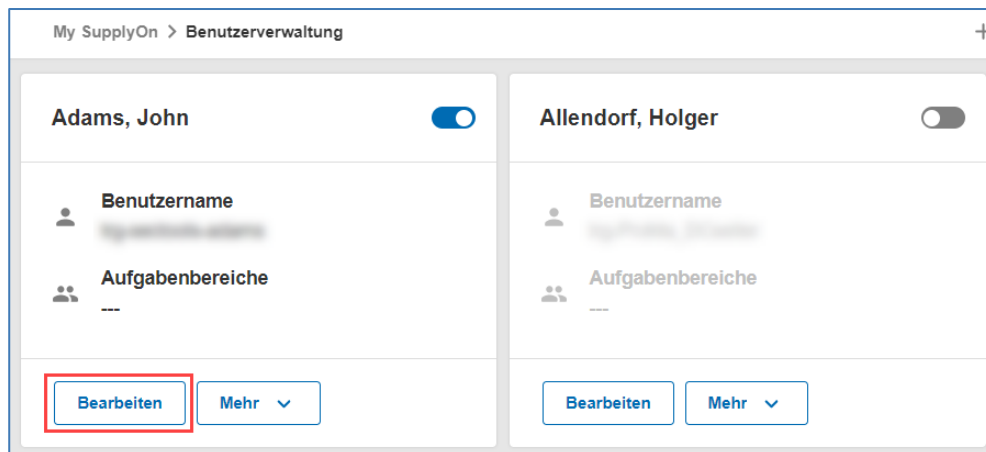 My SupplyOn > Benutzerverwaltung
Adams, John
Benutzername
Aufgabenbereiche
---
Bearbeiten
Mehr
Allendorf, Holger
Benutzername
Aufgabenbereiche
---
Bearbeiten
Mehr